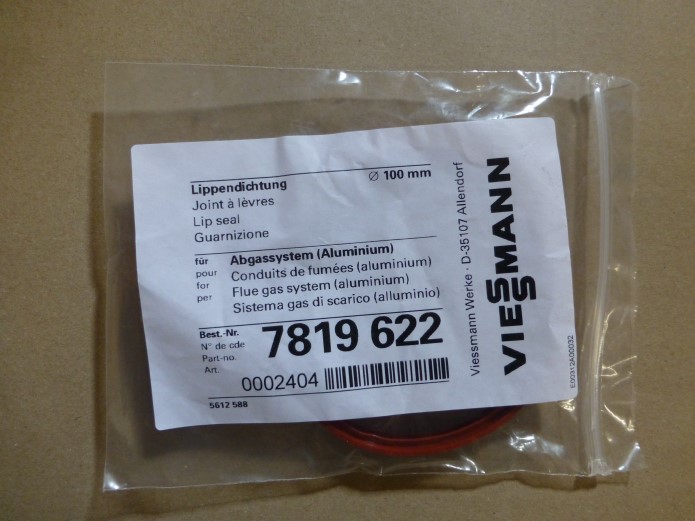 Lippendichtung ∅ 100 mm
Joint à lèvres
Lip seal
Guarnizione
für Abgassystem (Aluminium)
pour Conduits de fumées (aluminium)
for Flue gas system (aluminium)
per Sistema gas di scarico (alluminio)
Best.-Nr. 7819 622
N° de cde
Part-no.
Art.
0002404
5612 588
Viessmann Werke · D-35107 Allendorf
VIESSMANN
E00312A00032